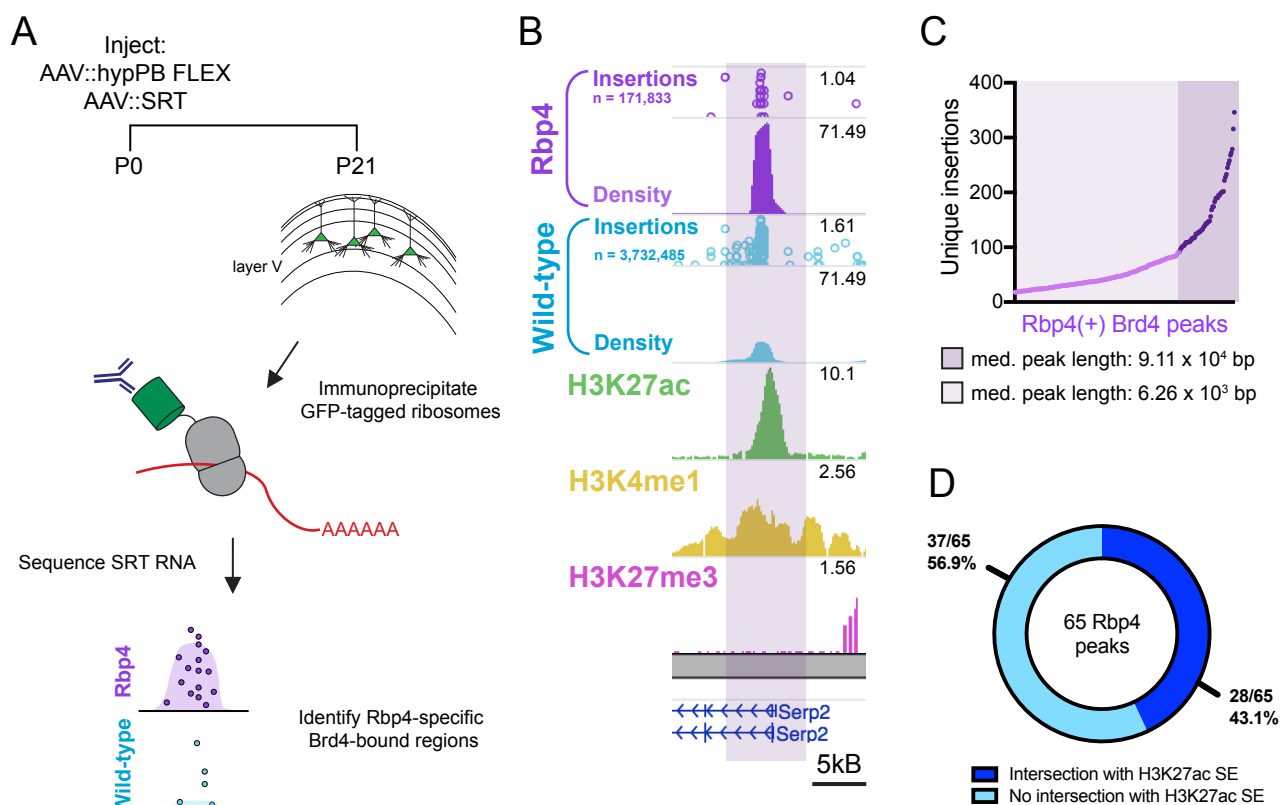 A
Inject:
AAV::hypPB FLEX
AAV::SRT
P0
P21
layer V
Immunoprecipitate
GFP-tagged ribosomes
AAAAAA
Sequence SRT RNA
Rbp4
Wild-type
Identify Rbp4-specific
Brd4-bound regions
B
Rbp4
Insertions
n = 171,833
1.04
71.49
Density
Wild-type
Insertions
n = 3,732,485
1.61
71.49
Density
H3K27ac
10.1
H3K4me1
2.56
H3K27me3
1.56
Serp2
Serp2
5kB
C
Unique insertions
400
300
200
100
0
Rbp4(+) Brd4 peaks
med. peak length: 9.11 x 10⁴ bp
med. peak length: 6.26 x 10³ bp
D
37/65
56.9%
65 Rbp4
peaks
28/65
43.1%
Intersection with H3K27ac SE
No intersection with H3K27ac SE